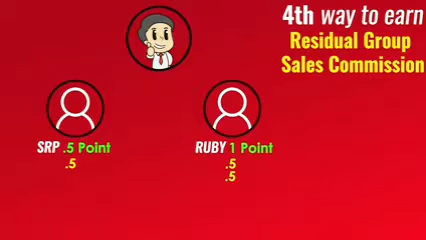 4th way to earn
Residual Group
Sales Commission
SRP .5 Point
.5
RUBY 1 Point
.5
.5